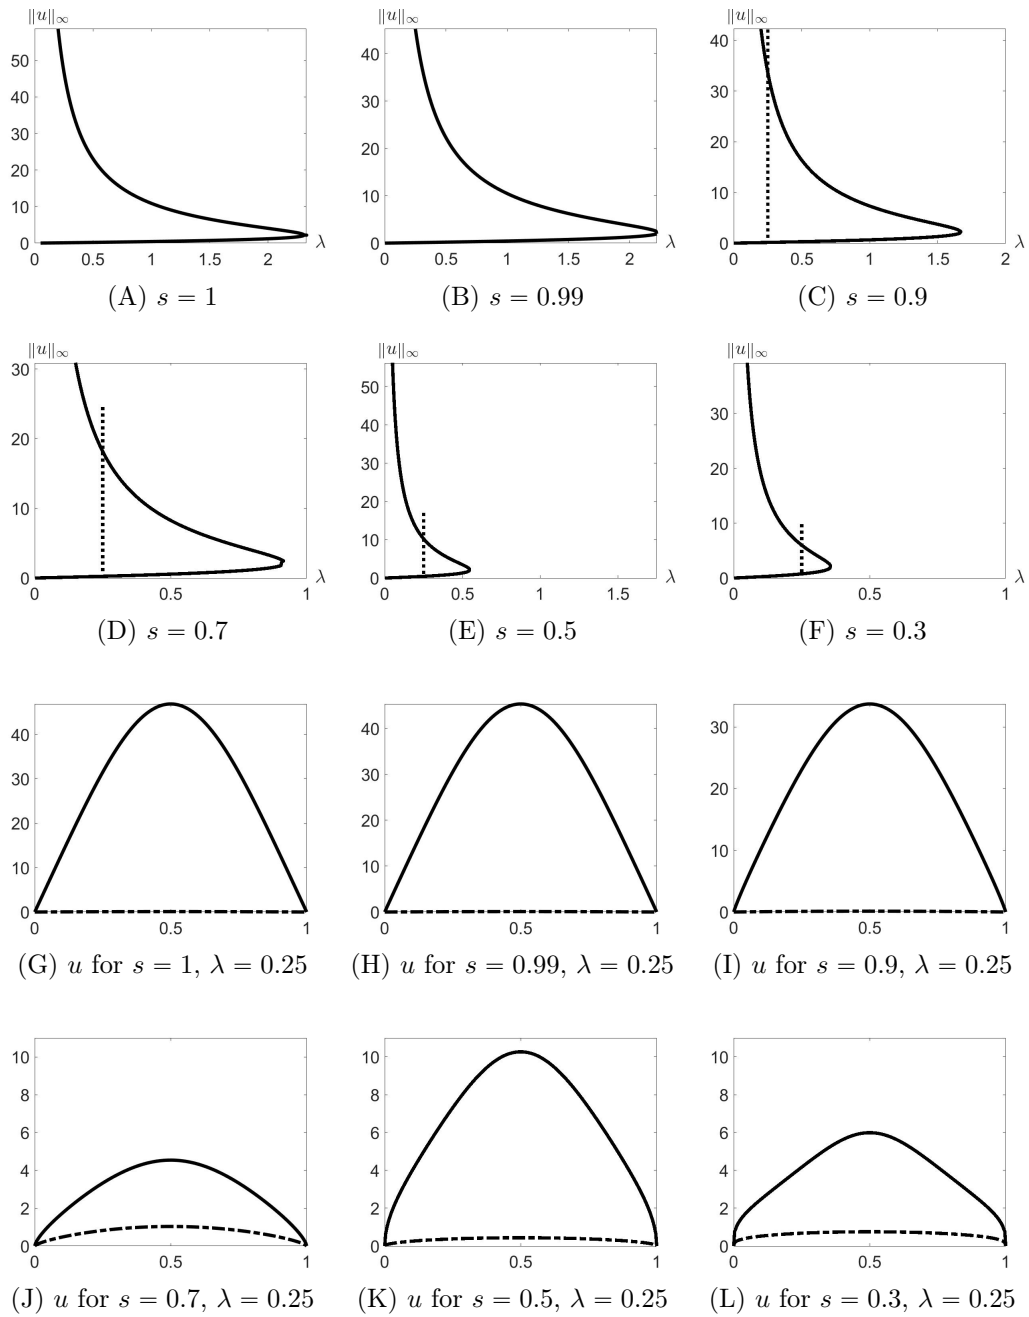 ‖u‖∞ ‖u‖∞ ‖u‖∞
50 40 40
40 30 30
30 20 20
20 10 10
10
0 0 0
0 0.5 1 1.5 2 λ 0 0.5 1 1.5 2 λ 0 0.5 1 1.5 2 λ
(A) s = 1 (B) s = 0.99 (C) s = 0.9
‖u‖∞ ‖u‖∞ ‖u‖∞
30 50 30
20 40 20
10 30 10
20
10
0 0 0
0 0.5 1 λ 0 0.5 1 1.5 λ 0 0.5 1 λ
(D) s = 0.7 (E) s = 0.5 (F) s = 0.3
40 40 30
30 30 20
20 20 10
10 10
0 0 0
0 0.5 1 0 0.5 1 0 0.5 1
(G) u for s = 1, λ = 0.25 (H) u for s = 0.99, λ = 0.25 (I) u for s = 0.9, λ = 0.25
10 10 10
8 8 8
6 6 6
4 4 4
2 2 2
0 0 0
0 0.5 1 0 0.5 1 0 0.5 1
(J) u for s = 0.7, λ = 0.25 (K) u for s = 0.5, λ = 0.25 (L) u for s = 0.3, λ = 0.25